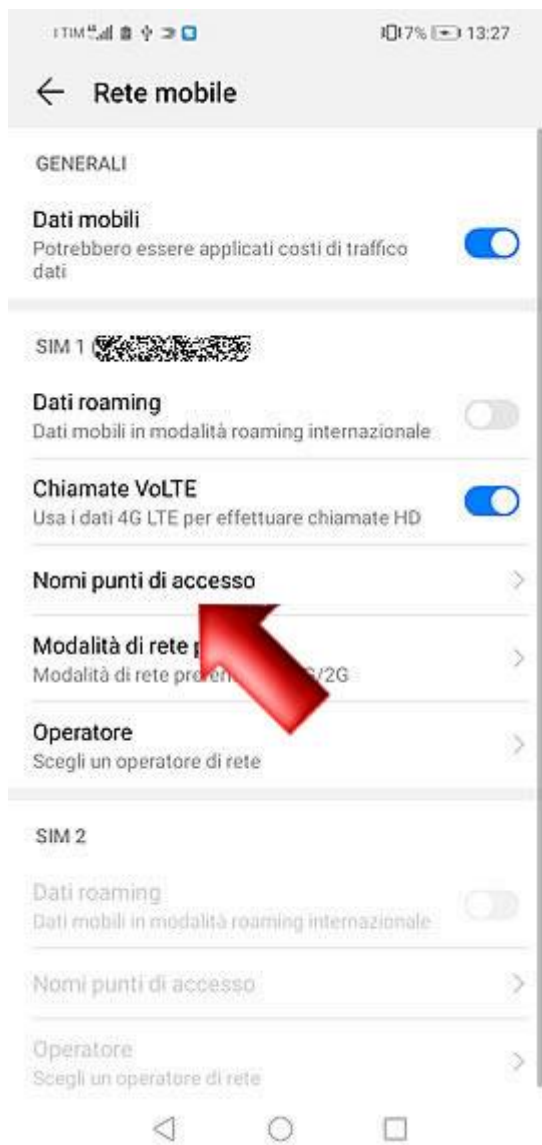 TIM 7% 13:27
Rete mobile
GENERALI
Dati mobili
Potrebbero essere applicati costi di traffico
dati
SIM 1 (
Dati roaming
Dati mobili in modalità roaming internazionale
Chiamate VoLTE
Usa i dati 4G LTE per effettuare chiamate HD
Nomi punti di accesso
Modalità di rete
Modalità di rete /2G
Operatore
Scegli un operatore di rete
SIM 2
Dati roaming
Dati mobili in modalità roaming internazionale
Nomi punti di accesso
Operatore
Scegli un operatore di rete